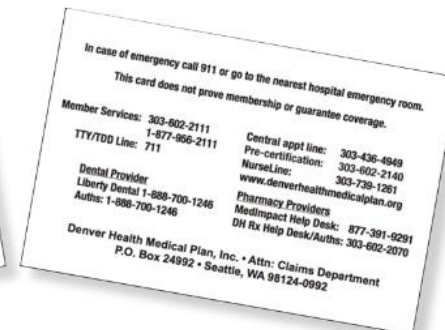 In case of emergency call 911 or go to the nearest hospital emergency room.
This card does not prove membership or guarantee coverage.
Member Services: 303-602-2111
1-877-956-2111
TTY/TDD Line: 711
Dental Provider
Liberty Dental 1-888-700-1246
Auths: 1-888-700-1246
Central appt line: 303-436-4949
Pre-certification: 303-602-2140
NurseLine: 303-739-1261
www.denverhealthmedicalplan.org
Pharmacy Providers
MedImpact Help Desk: 877-391-9291
DH Rx Help Desk/Auths: 303-602-2070
Denver Health Medical Plan, Inc. • Attn: Claims Department
P.O. Box 24992 • Seattle, WA 98124-0992